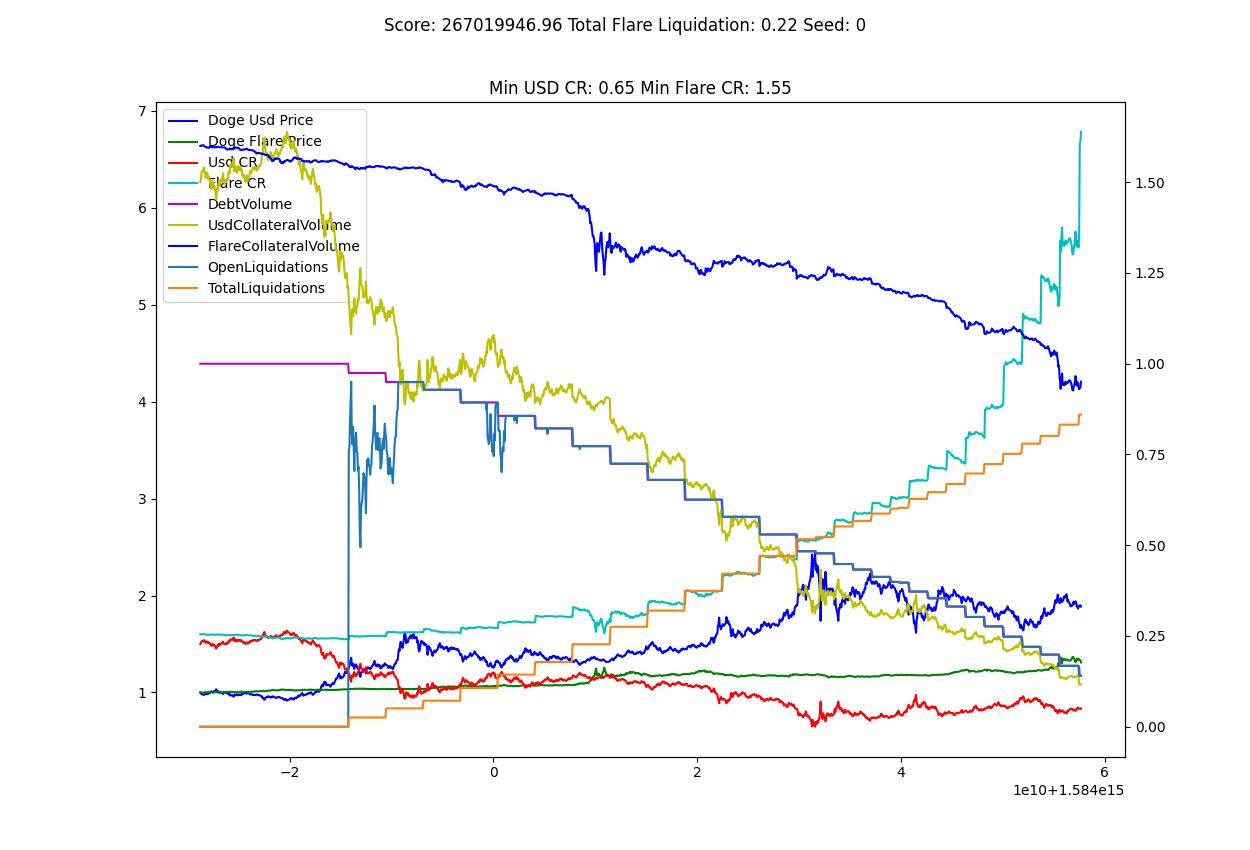 Score: 267019946.96 Total Flare Liquidation: 0.22 Seed: 0
Min USD CR: 0.65 Min Flare CR: 1.55
Doge Usd Price
Doge Flare Price
Usd CR
Flare CR
DebtVolume
UsdCollateralVolume
FlareCollateralVolume
OpenLiquidations
TotalLiquidations
7
6
5
4
3
2
1
1.50
1.25
1.00
0.75
0.50
0.25
0.00
−2 0 2 4 6
1e10+1.584e15